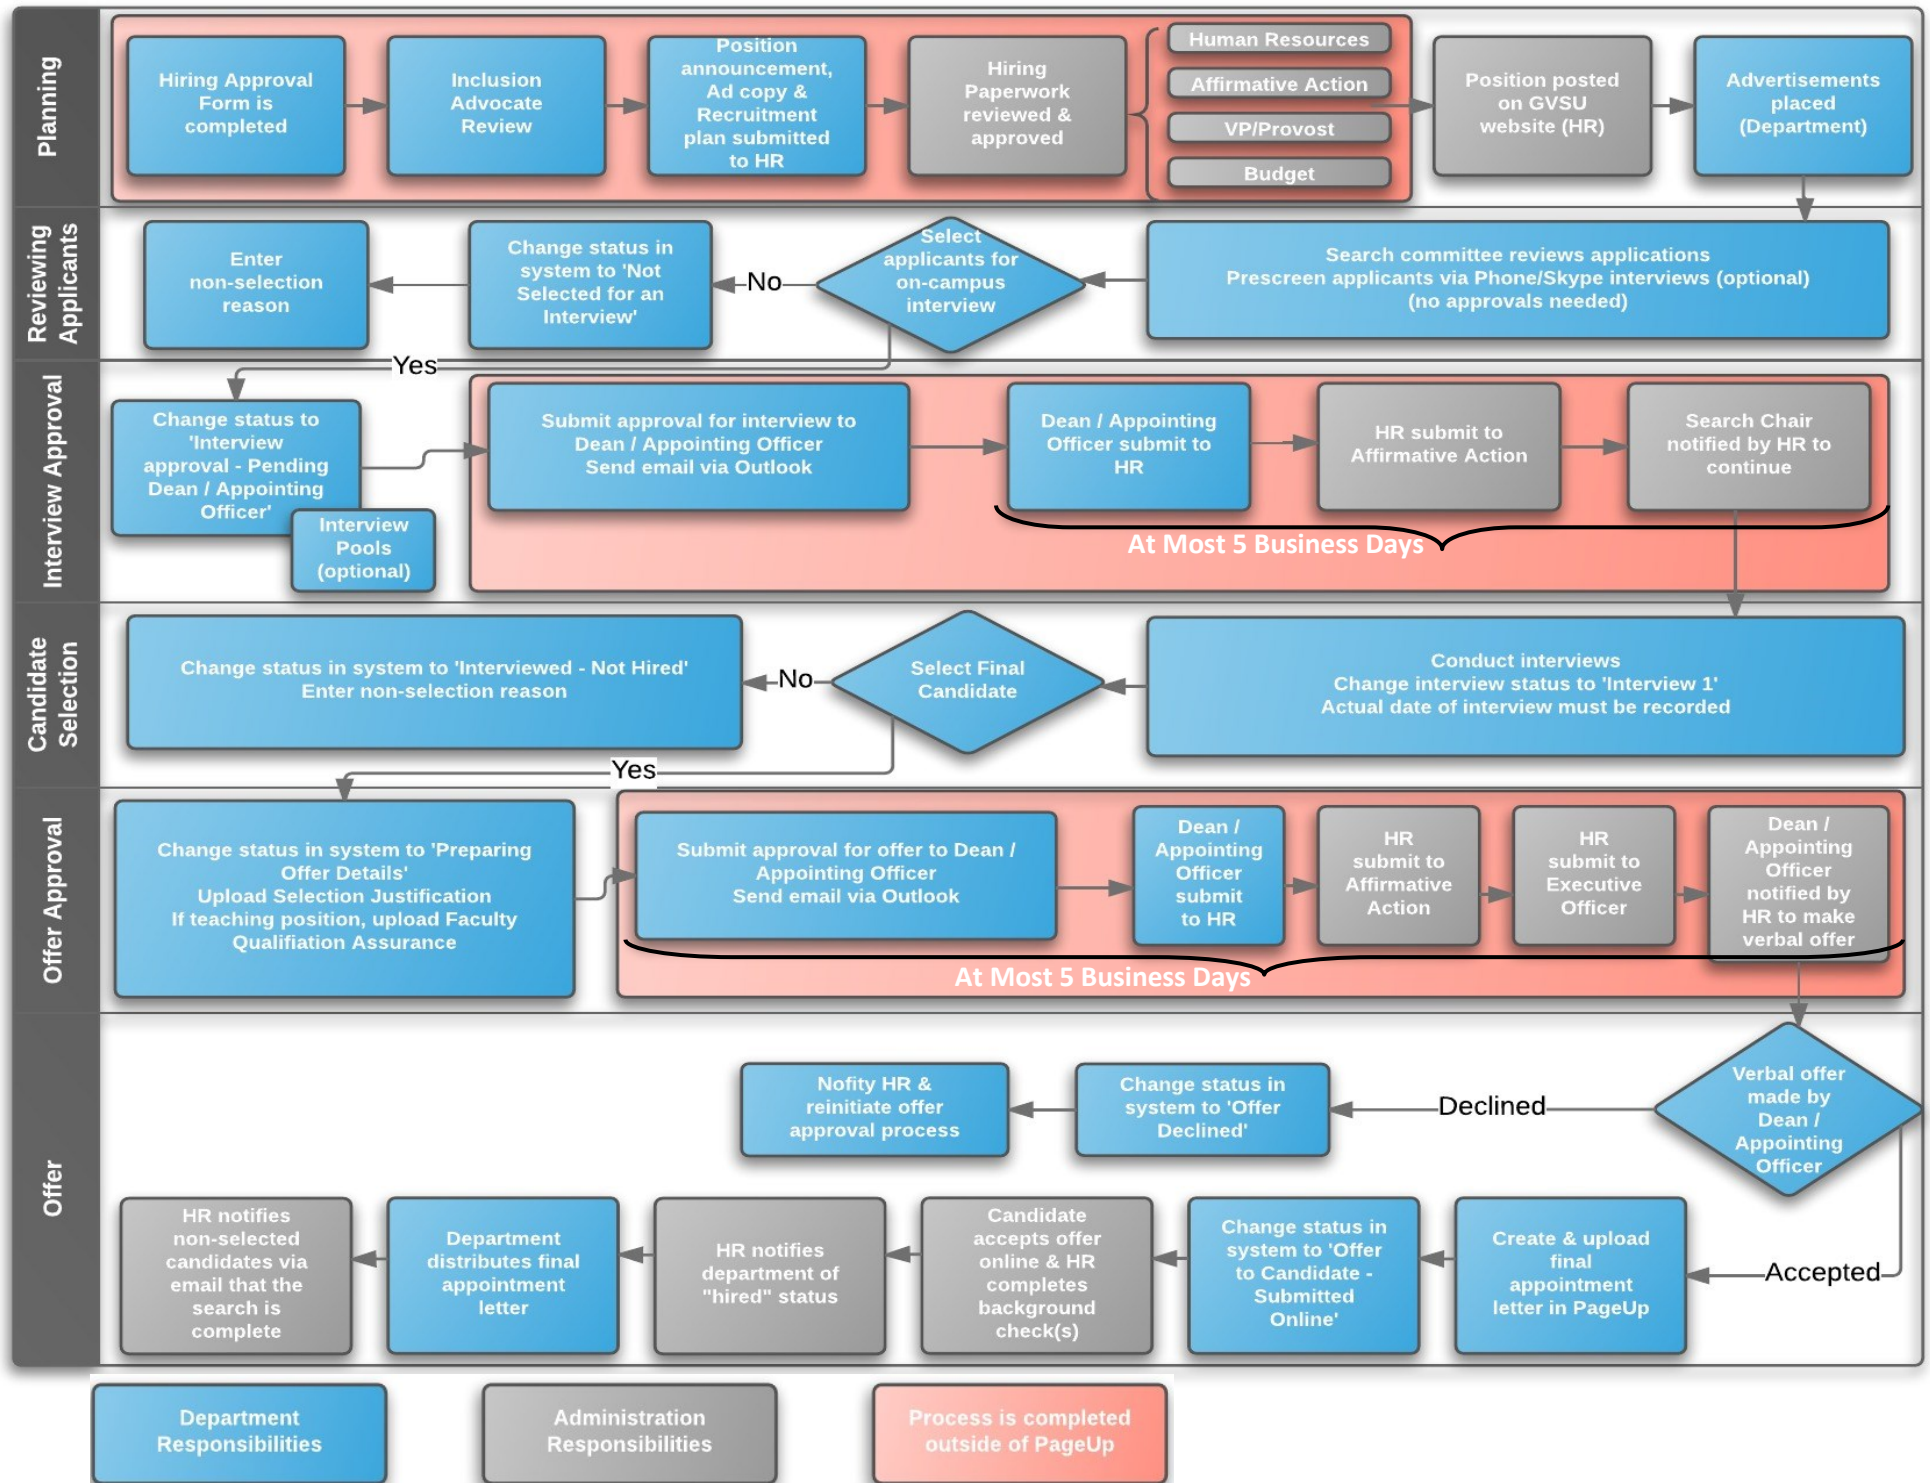 Planning
Hiring Approval
Form is
completed
Inclusion
Advocate
Review
Position
announcement,
Ad copy &
Recruitment
plan submitted
to HR
Hiring
Paperwork
reviewed &
approved
Human Resources
Affirmative Action
VP/Provost
Budget
Position posted
on GVSU
website (HR)
Advertisements
placed
(Department)
Reviewing
Applicants
Search committee reviews applications
Prescreen applicants via Phone/Skype interviews (optional)
(no approvals needed)
Select
applicants for
on-campus
interview
No
Change status in
system to 'Not
Selected for an
Interview'
Enter
non-selection
reason
Yes
Interview Approval
Change status to
'Interview
approval - Pending
Dean / Appointing
Officer'
Interview
Pools
(optional)
Submit approval for interview to
Dean / Appointing Officer
Send email via Outlook
Dean / Appointing
Officer submit to
HR
HR submit to
Affirmative Action
Search Chair
notified by HR to
continue
At Most 5 Business Days
Candidate
Selection
Conduct interviews
Change interview status to 'Interview 1'
Actual date of interview must be recorded
Select Final
Candidate
No
Change status in system to 'Interviewed - Not Hired'
Enter non-selection reason
Yes
Offer Approval
Change status in system to 'Preparing
Offer Details'
Upload Selection Justification
If teaching position, upload Faculty
Qualifiation Assurance
Submit approval for offer to Dean /
Appointing Officer
Send email via Outlook
Dean /
Appointing
Officer
submit
to HR
HR
submit to
Affirmative
Action
HR
submit to
Executive
Officer
Dean /
Appointing
Officer
notified by
HR to make
verbal offer
At Most 5 Business Days
Offer
Verbal offer
made by
Dean /
Appointing
Officer
Declined
Change status in
system to 'Offer
Declined'
Nofity HR &
reinitiate offer
approval process
Accepted
Create & upload
final
appointment
letter in PageUp
Change status in
system to 'Offer
to Candidate -
Submitted
Online'
Candidate
accepts offer
online & HR
completes
background
check(s)
HR notifies
department of
"hired" status
Department
distributes final
appointment
letter
HR notifies
non-selected
candidates via
email that the
search is
complete
Department
Responsibilities
Administration
Responsibilities
Process is completed
outside of PageUp